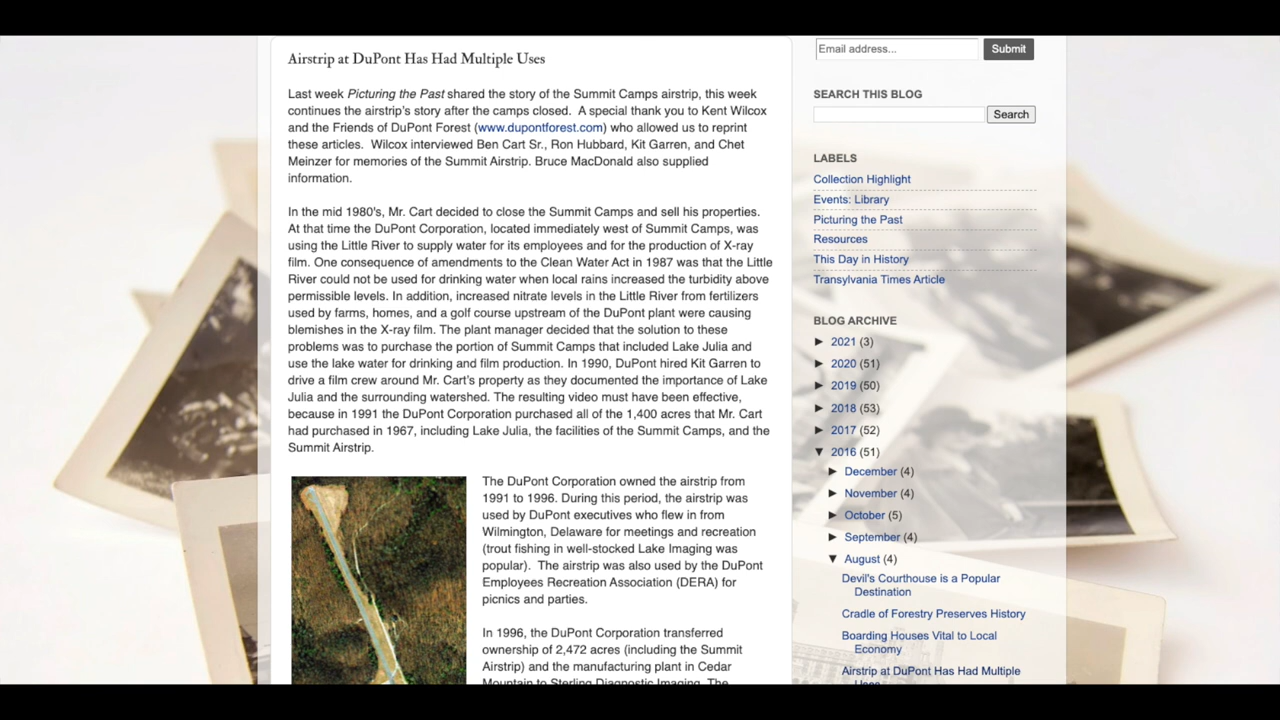 Airstrip at DuPont Has Had Multiple Uses
Last week Picturing the Past shared the story of the Summit Camps airstrip, this week
continues the airstrip's story after the camps closed.  A special thank you to Kent Wilcox
and the Friends of DuPont Forest (www.dupontforest.com) who allowed us to reprint
these articles.  Wilcox interviewed Ben Cart Sr., Ron Hubbard, Kit Garren, and Chet
Meinzer for memories of the Summit Airstrip. Bruce MacDonald also supplied
information.
In the mid 1980's, Mr. Cart decided to close the Summit Camps and sell his properties.
At that time the DuPont Corporation, located immediately west of Summit Camps, was
using the Little River to supply water for its employees and for the production of X-ray
film. One consequence of amendments to the Clean Water Act in 1987 was that the Little
River could not be used for drinking water when local rains increased the turbidity above
permissible levels. In addition, increased nitrate levels in the Little River from fertilizers
used by farms, homes, and a golf course upstream of the DuPont plant were causing
blemishes in the X-ray film. The plant manager decided that the solution to these
problems was to purchase the portion of Summit Camps that included Lake Julia and
use the lake water for drinking and film production. In 1990, DuPont hired Kit Garren to
drive a film crew around Mr. Cart's property as they documented the importance of Lake
Julia and the surrounding watershed. The resulting video must have been effective,
because in 1991 the DuPont Corporation purchased all of the 1,400 acres that Mr. Cart
had purchased in 1967, including Lake Julia, the facilities of the Summit Camps, and the
Summit Airstrip.
The DuPont Corporation owned the airstrip from
1991 to 1996. During this period, the airstrip was
used by DuPont executives who flew in from
Wilmington, Delaware for meetings and recreation
(trout fishing in well-stocked Lake Imaging was
popular).  The airstrip was also used by the DuPont
Employees Recreation Association (DERA) for
picnics and parties.
In 1996, the DuPont Corporation transferred
ownership of 2,472 acres (including the Summit
Airstrip) and the manufacturing plant in Cedar
Mountain to Sterling Diagnostic Imaging. The
Email address...
Submit
SEARCH THIS BLOG
Search
LABELS
Collection Highlight
Events: Library
Picturing the Past
Resources
This Day in History
Transylvania Times Article
BLOG ARCHIVE
► 2021 (3)
► 2020 (51)
► 2019 (50)
► 2018 (53)
► 2017 (52)
▼ 2016 (51)
► December (4)
► November (4)
► October (5)
► September (4)
▼ August (4)
Devil's Courthouse is a Popular
Destination
Cradle of Forestry Preserves History
Boarding Houses Vital to Local
Economy
Airstrip at DuPont Has Had Multiple
Uses